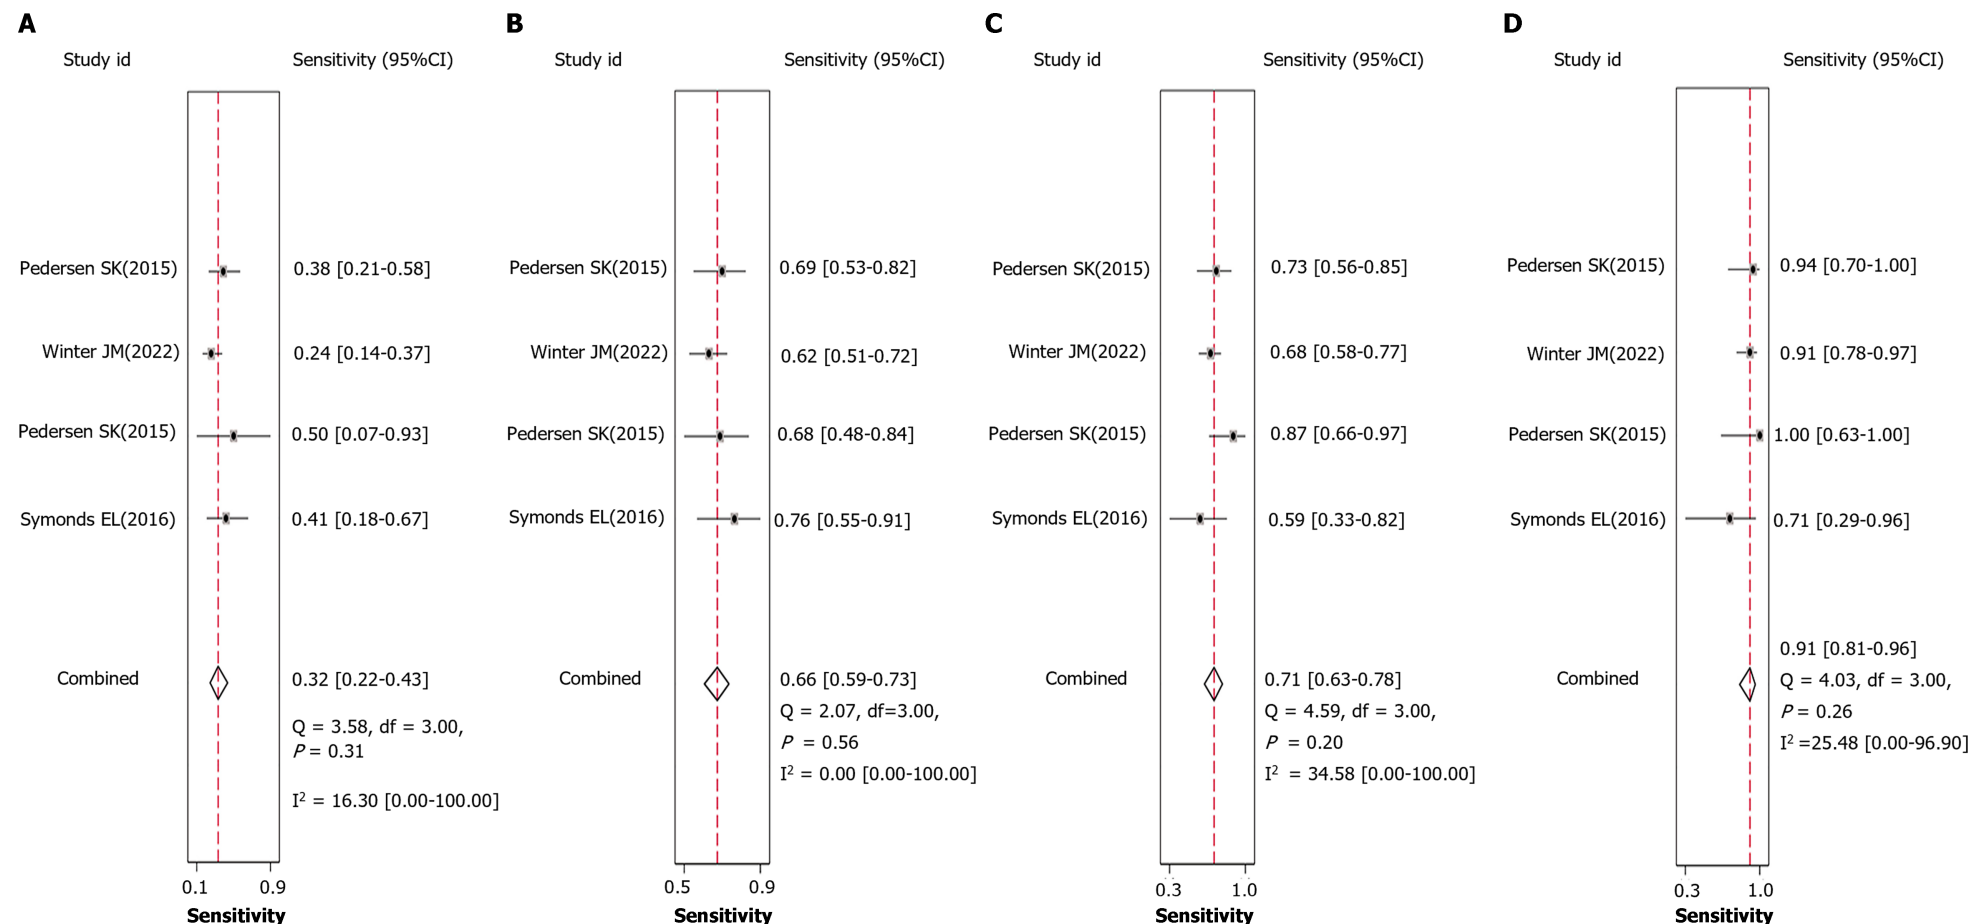 A
Study id Sensitivity (95%CI)
Pedersen SK(2015) 0.38 [0.21-0.58]
Winter JM(2022) 0.24 [0.14-0.37]
Pedersen SK(2015) 0.50 [0.07-0.93]
Symonds EL(2016) 0.41 [0.18-0.67]
Combined 0.32 [0.22-0.43]
Q = 3.58, df = 3.00,
P = 0.31
I² = 16.30 [0.00-100.00]
0.1 0.9
Sensitivity
B
Study id Sensitivity (95%CI)
Pedersen SK(2015) 0.69 [0.53-0.82]
Winter JM(2022) 0.62 [0.51-0.72]
Pedersen SK(2015) 0.68 [0.48-0.84]
Symonds EL(2016) 0.76 [0.55-0.91]
Combined 0.66 [0.59-0.73]
Q = 2.07, df=3.00,
P = 0.56
I² = 0.00 [0.00-100.00]
0.5 0.9
Sensitivity
C
Study id Sensitivity (95%CI)
Pedersen SK(2015) 0.73 [0.56-0.85]
Winter JM(2022) 0.68 [0.58-0.77]
Pedersen SK(2015) 0.87 [0.66-0.97]
Symonds EL(2016) 0.59 [0.33-0.82]
Combined 0.71 [0.63-0.78]
Q = 4.59, df = 3.00,
P = 0.20
I² = 34.58 [0.00-100.00]
0.3 1.0
Sensitivity
D
Study id Sensitivity (95%CI)
Pedersen SK(2015) 0.94 [0.70-1.00]
Winter JM(2022) 0.91 [0.78-0.97]
Pedersen SK(2015) 1.00 [0.63-1.00]
Symonds EL(2016) 0.71 [0.29-0.96]
0.91 [0.81-0.96]
Combined Q = 4.03, df = 3.00,
P = 0.26
I² =25.48 [0.00-96.90]
0.3 1.0
Sensitivity